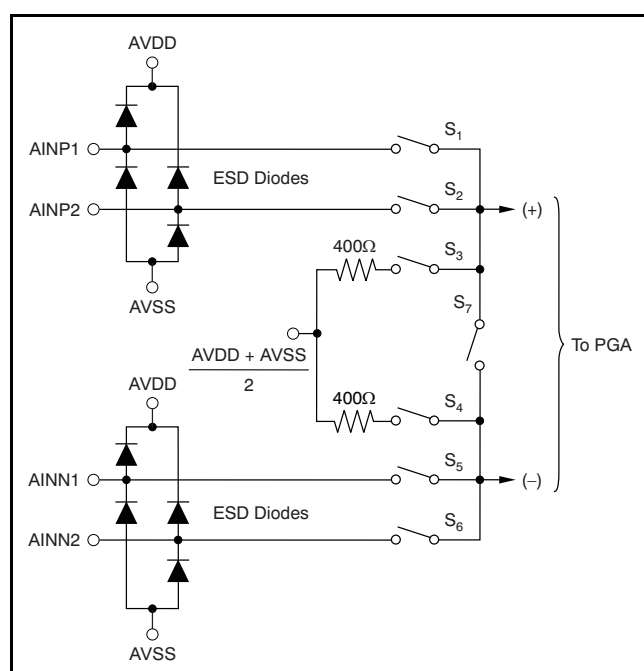 AVDD
AINP1
S1
ESD Diodes
S2
AINP2
(+)
400Ω
S3
AVSS
S7
To PGA
AVDD + AVSS
2
AVDD
400Ω
S4
AINN1
S5
(–)
ESD Diodes
AINN2
S6
AVSS